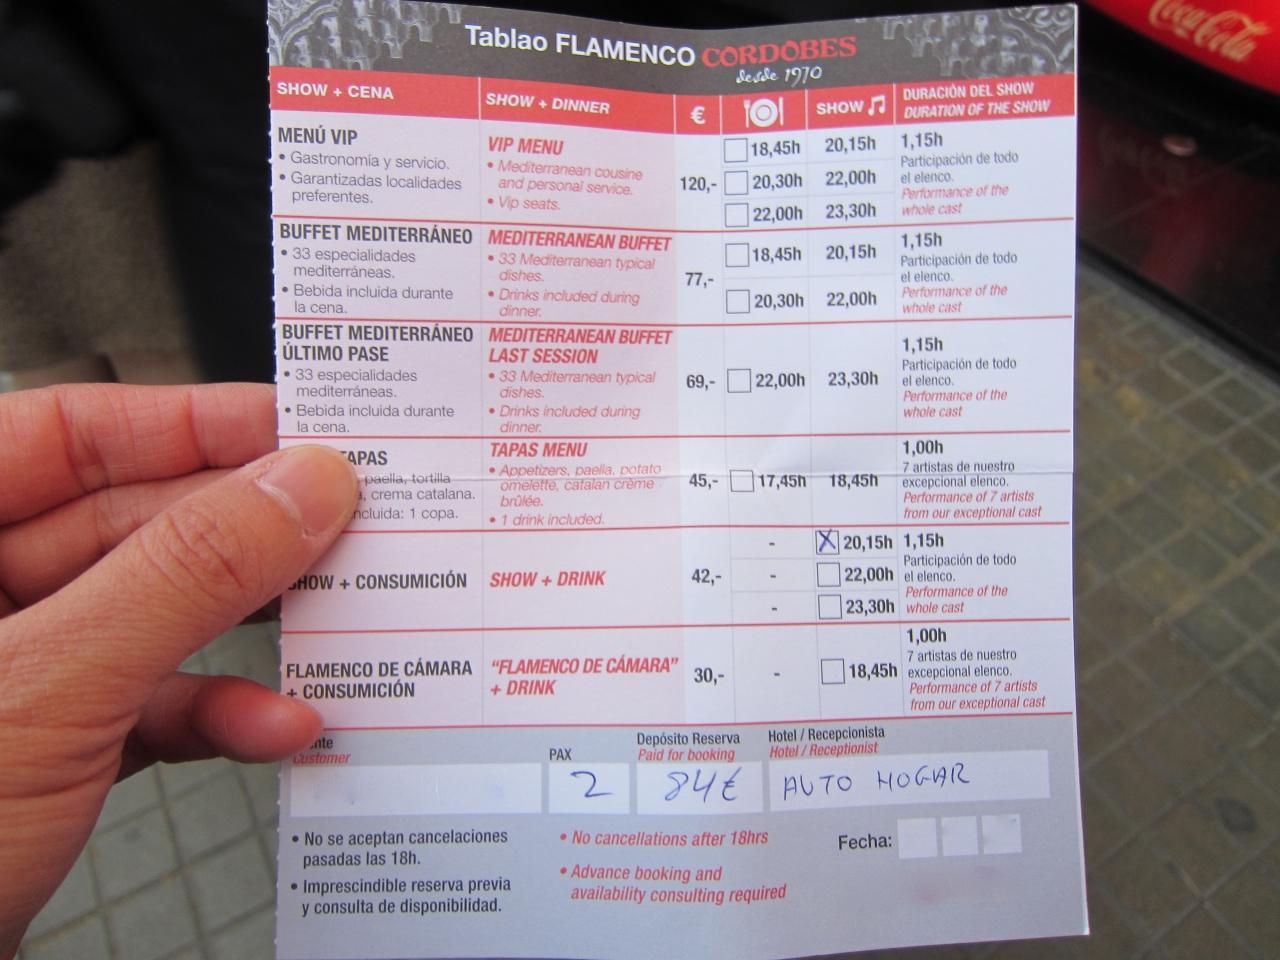 Coca-Cola
Tablao FLAMENCO CORDOBES
desde 1970
SHOW + CENA
SHOW + DINNER
€
SHOW
DURACIÓN DEL SHOW
DURATION OF THE SHOW
MENÚ VIP
• Gastronomía y servicio.
• Garantizadas localidades
preferentes.
VIP MENU
• Mediterranean cousine
and personal service.
• Vip seats.
120,-
18,45h 20,15h
20,30h 22,00h
22,00h 23,30h
1,15h
Participación de todo
el elenco.
Performance of the
whole cast
BUFFET MEDITERRÁNEO
• 33 especialidades
mediterráneas.
• Bebida incluida durante
la cena.
MEDITERRANEAN BUFFET
• 33 Mediterranean typical
dishes.
• Drinks included during
dinner.
77,-
18,45h 20,15h
20,30h 22,00h
1,15h
Participación de todo
el elenco.
Performance of the
whole cast
BUFFET MEDITERRÁNEO
ÚLTIMO PASE
• 33 especialidades
mediterráneas.
• Bebida incluida durante
la cena.
MEDITERRANEAN BUFFET
LAST SESSION
• 33 Mediterranean typical
dishes.
• Drinks included during
dinner.
69,-
22,00h 23,30h
1,15h
Participación de todo
el elenco.
Performance of the
whole cast
TAPAS
paella, tortilla
crema catalana.
1 copa.
TAPAS MENU
• Appetizers, paella, potato
omelette, catalan crème
brûlée.
• 1 drink included.
45,-
17,45h 18,45h
1,00h
7 artistas de nuestro
excepcional elenco.
Performance of 7 artists
from our exceptional cast
SHOW + CONSUMICIÓN
SHOW + DRINK
42,-
- X 20,15h
- 22,00h
- 23,30h
1,15h
Participación de todo
el elenco.
Performance of the
whole cast
FLAMENCO DE CÁMARA
+ CONSUMICIÓN
“FLAMENCO DE CÁMARA”
+ DRINK
30,-
- 18,45h
1,00h
7 artistas de nuestro
excepcional elenco.
Performance of 7 artists
from our exceptional cast
Customer
PAX
2
Depósito Reserva
Paid for booking
84€
Hotel / Recepcionista
Hotel / Receptionist
AUTO HOGAR
• No se aceptan cancelaciones
pasadas las 18h.
• Imprescindible reserva previa
y consulta de disponibilidad.
• No cancellations after 18hrs
• Advance booking and
availability consulting required
Fecha: